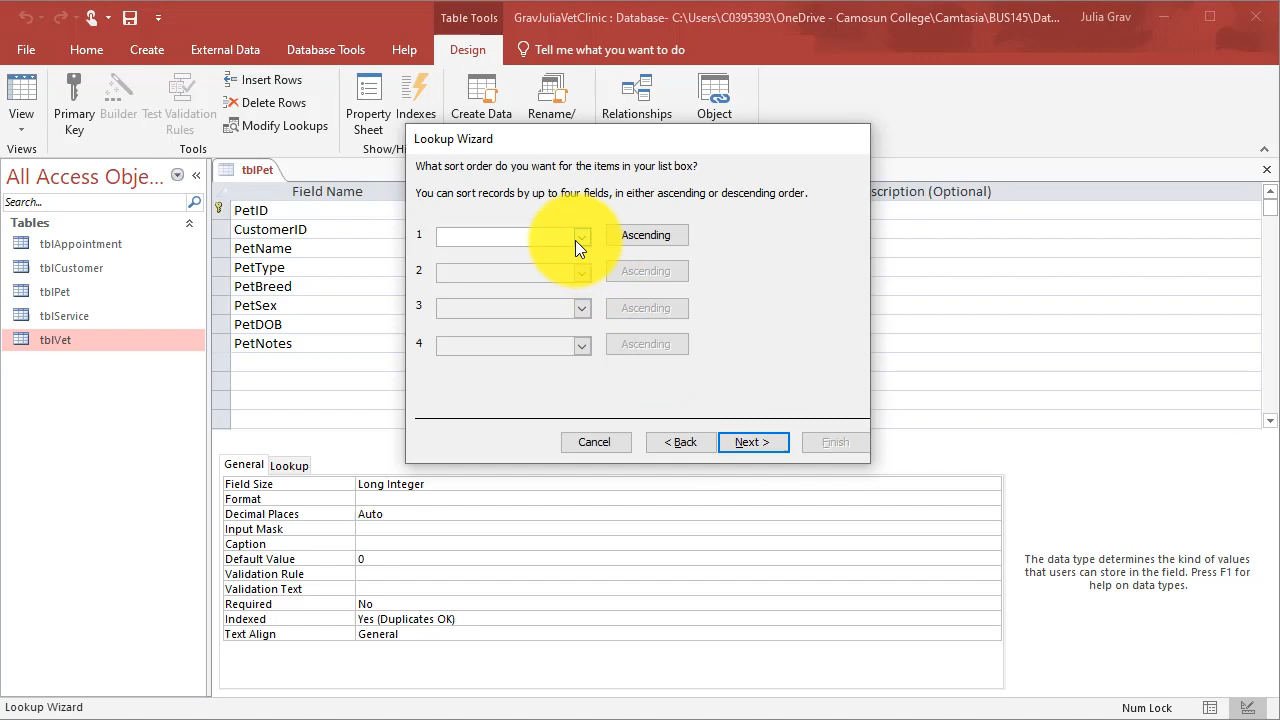 Table Tools
GravJuliaVetClinic : Database- C:\Users\C0395393\OneDrive - Camosun College\Camtasia\BUS145\Dat...
Julia Grav
File
Home
Create
External Data
Database Tools
Help
Design
Tell me what you want to do
View
Primary
Key
Builder
Test Validation
Rules
Insert Rows
Delete Rows
Modify Lookups
Property
Sheet
Indexes
Create Data
Rename/
Relationships
Object
Views
Tools
Show/Hi
All Access Obje...
Search...
Tables
tblAppointment
tblCustomer
tblPet
tblService
tblVet
tblPet
Field Name
scription (Optional)
PetID
CustomerID
PetName
PetType
PetBreed
PetSex
PetDOB
PetNotes
Lookup Wizard
What sort order do you want for the items in your list box?
You can sort records by up to four fields, in either ascending or descending order.
1
Ascending
2
Ascending
3
Ascending
4
Ascending
Cancel
< Back
Next >
Finish
General
Lookup
Field Size
Long Integer
Format
Decimal Places
Auto
Input Mask
Caption
Default Value
0
Validation Rule
Validation Text
Required
No
Indexed
Yes (Duplicates OK)
Text Align
General
The data type determines the kind of values
that users can store in the field. Press F1 for
help on data types.
Lookup Wizard
Num Lock